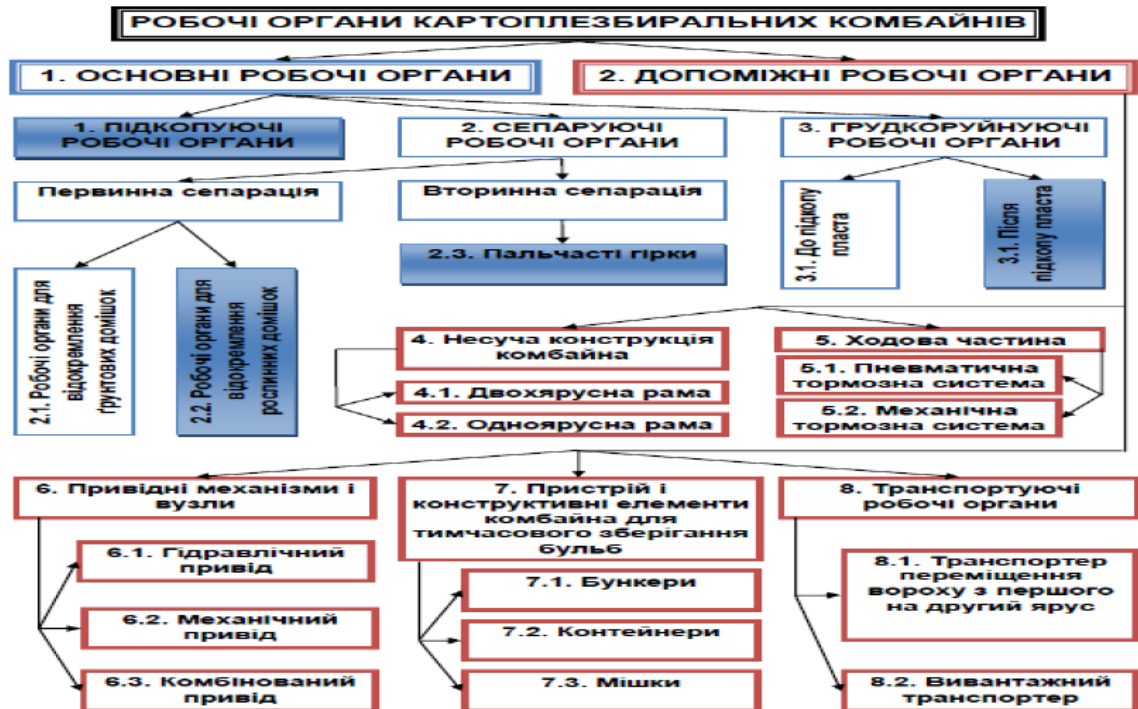 РОБОЧІ ОРГАНИ КАРТОПЛЕЗБИРАЛЬНИХ КОМБАЙНІВ
1. ОСНОВНІ РОБОЧІ ОРГАНИ
2. ДОПОМІЖНІ РОБОЧІ ОРГАНИ
1. ПІДКОПУЮЧІ
РОБОЧІ ОРГАНИ
2. СЕПАРУЮЧІ
РОБОЧІ ОРГАНИ
3. ГРУДКОРУЙНУЮЧІ
РОБОЧІ ОРГАНИ
Первинна сепарація
Вторинна сепарація
2.3. Пальчасті гірки
3.1. До підкопу
пласта
3.1. Після
підкопу пласта
2.1. Робочі органи для
відокремлення
ґрунтових домішок
2.2. Робочі органи для
відокремлення
рослинних домішок
4. Несуча конструкція
комбайна
4.1. Двохярусна рама
4.2. Одноярусна рама
5. Ходова частина
5.1. Пневматична
тормозна система
5.2. Механічна
тормозна система
6. Привідні механізми і
вузли
6.1. Гідравлічний
привід
6.2. Механічний
привід
6.3. Комбінований
привід
7. Пристрій і
конструктивні елементи
комбайна для
тимчасового зберігання
бульб
7.1. Бункери
7.2. Контейнери
7.3. Мішки
8. Транспортуючі
робочі органи
8.1. Транспортер
переміщення
вороху з першого
на другий ярус
8.2. Вивантажний
транспортер